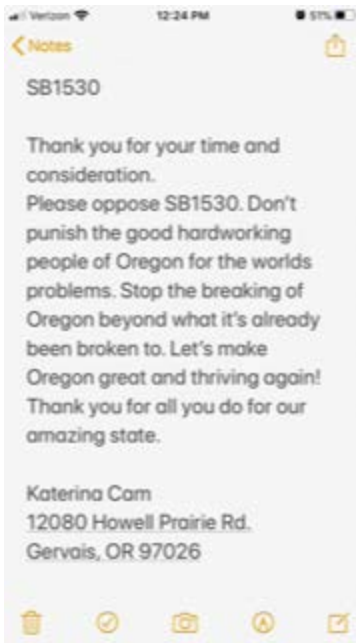 Verizon 12:24 PM 51%
Notes
SB1530
Thank you for your time and
consideration.
Please oppose SB1530. Don't
punish the good hardworking
people of Oregon for the worlds
problems. Stop the breaking of
Oregon beyond what it's already
been broken to. Let's make
Oregon great and thriving again!
Thank you for all you do for our
amazing state.
Katerina Cam
12080 Howell Prairie Rd.
Gervais, OR 97026